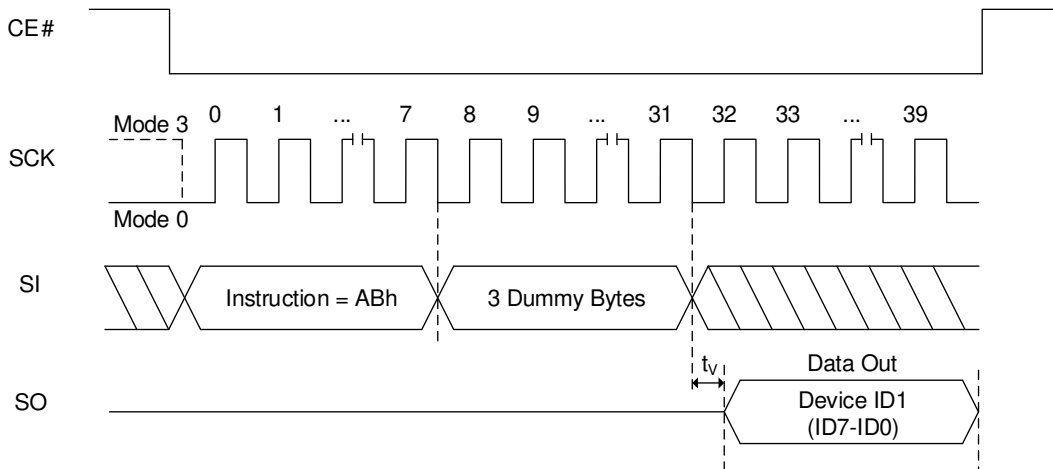 CE#
0 1 ... 7 8 9 ... 31 32 33 ... 39
Mode 3
SCK
Mode 0
SI
Instruction = ABh
3 Dummy Bytes
tV
Data Out
SO
Device ID1
(ID7-ID0)